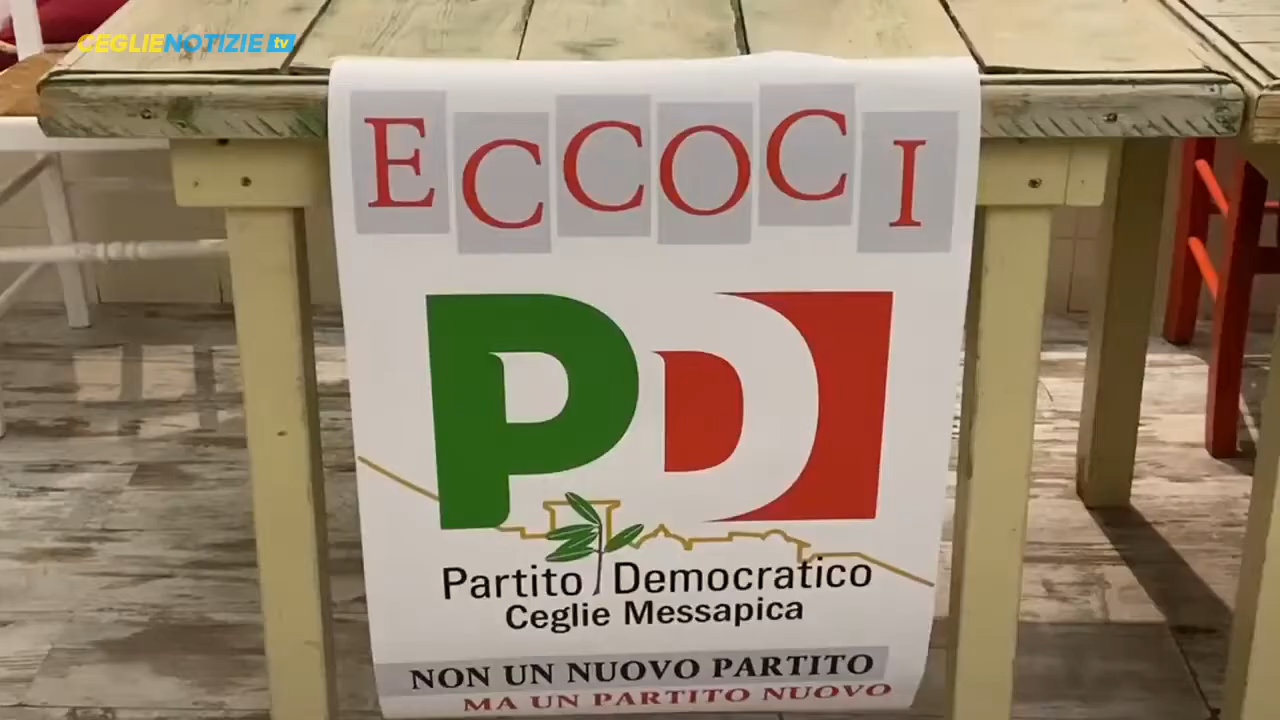 CEGLIENOTIZIE tv
ECCOCI
PD
Partito Democratico
Ceglie Messapica
NON UN NUOVO PARTITO
MA UN PARTITO NUOVO